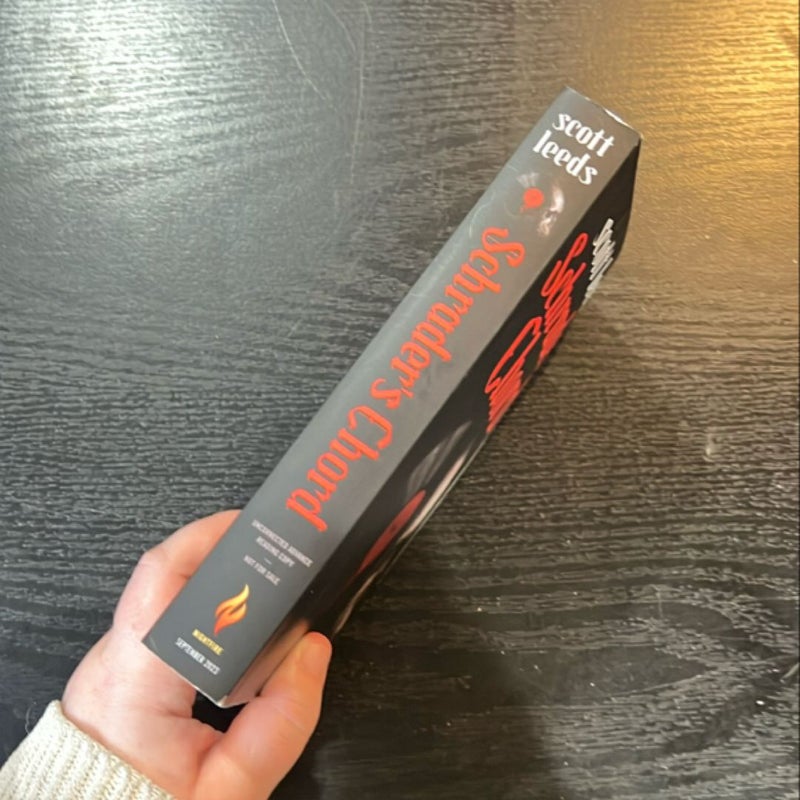 scott
leeds
Schrader's Chord
UNCORRECTED ADVANCE
READING COPY
—
NOT FOR SALE
NIGHTFIRE
SEPTEMBER 2023